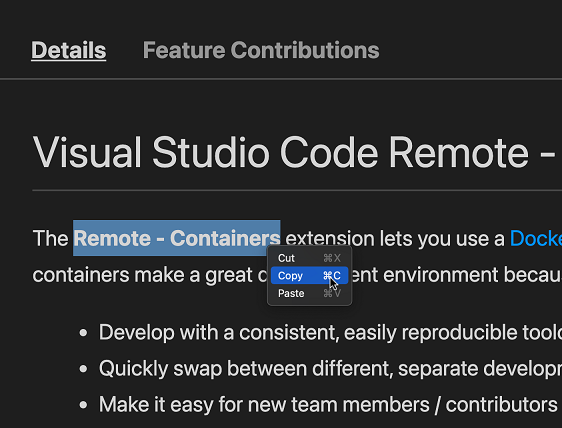 Details Feature Contributions
Visual Studio Code Remote -
The Remote - Containers extension lets you use a Docke
Cut ⌘X
containers make a great d ent environment becau
Copy ⌘C
Paste ⌘V
• Develop with a consistent, easily reproducible toolc
• Quickly swap between different, separate developm
• Make it easy for new team members / contributors